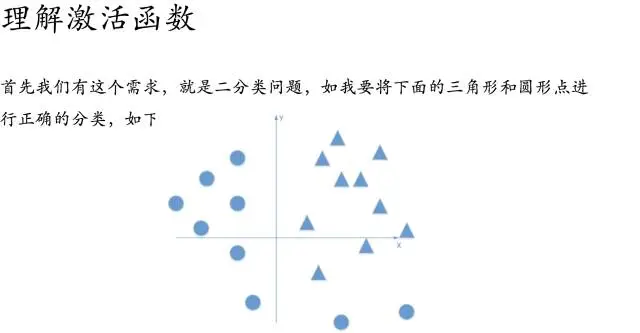 理解激活函数
首先我们有这个需求，就是二分类问题，如我要将下面的三角形和圆形点进
行正确的分类，如下
y
x